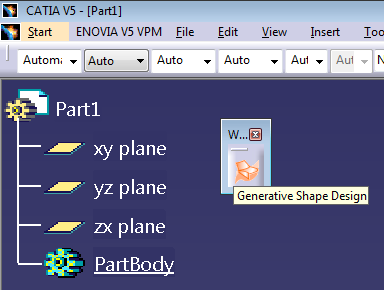 CATIA V5 - [Part1]
Start ENOVIA V5 VPM File Edit View Insert Too
Automa Auto Auto Auto Auto Aut N
Part1
W...
xy plane
Generative Shape Design
yz plane
zx plane
PartBody